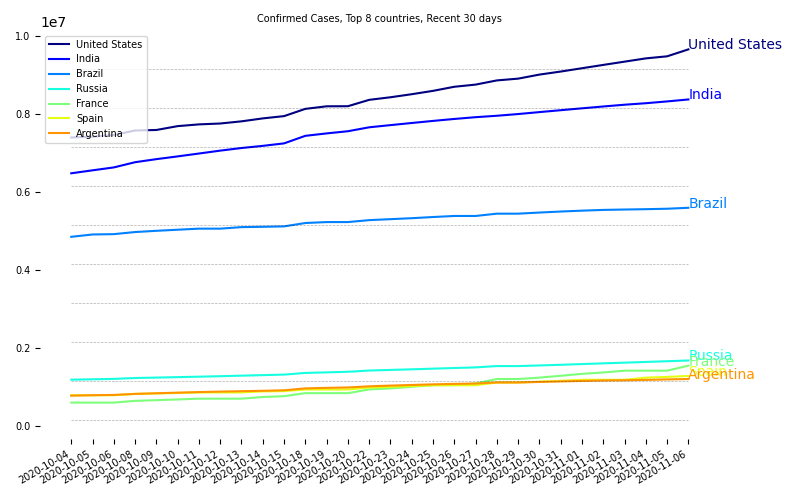 Confirmed Cases, Top 8 countries, Recent 30 days
1e7
1.0
0.8
0.6
0.4
0.2
0.0
United States
India
Brazil
Russia
France
Spain
Argentina
United States
India
Brazil
Russia
France
Spain
Argentina
2020-10-04
2020-10-05
2020-10-06
2020-10-08
2020-10-09
2020-10-10
2020-10-11
2020-10-12
2020-10-13
2020-10-14
2020-10-15
2020-10-18
2020-10-19
2020-10-20
2020-10-22
2020-10-23
2020-10-24
2020-10-25
2020-10-26
2020-10-27
2020-10-28
2020-10-29
2020-10-30
2020-10-31
2020-11-01
2020-11-02
2020-11-03
2020-11-04
2020-11-05
2020-11-06